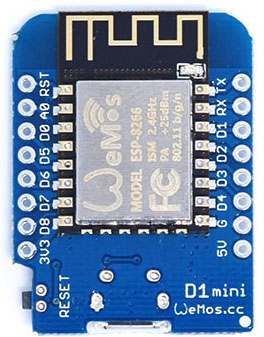 RST
A0
D0
D5
D6
D7
D8
3V3
TX
RX
D1
D2
D3
D4
G
5V
WeMos
MODEL ESP-8266
ISM 2.4GHz
PA +25dBm
802.11 b/g/n
FC
RESET
D1 mini
WeMos.cc